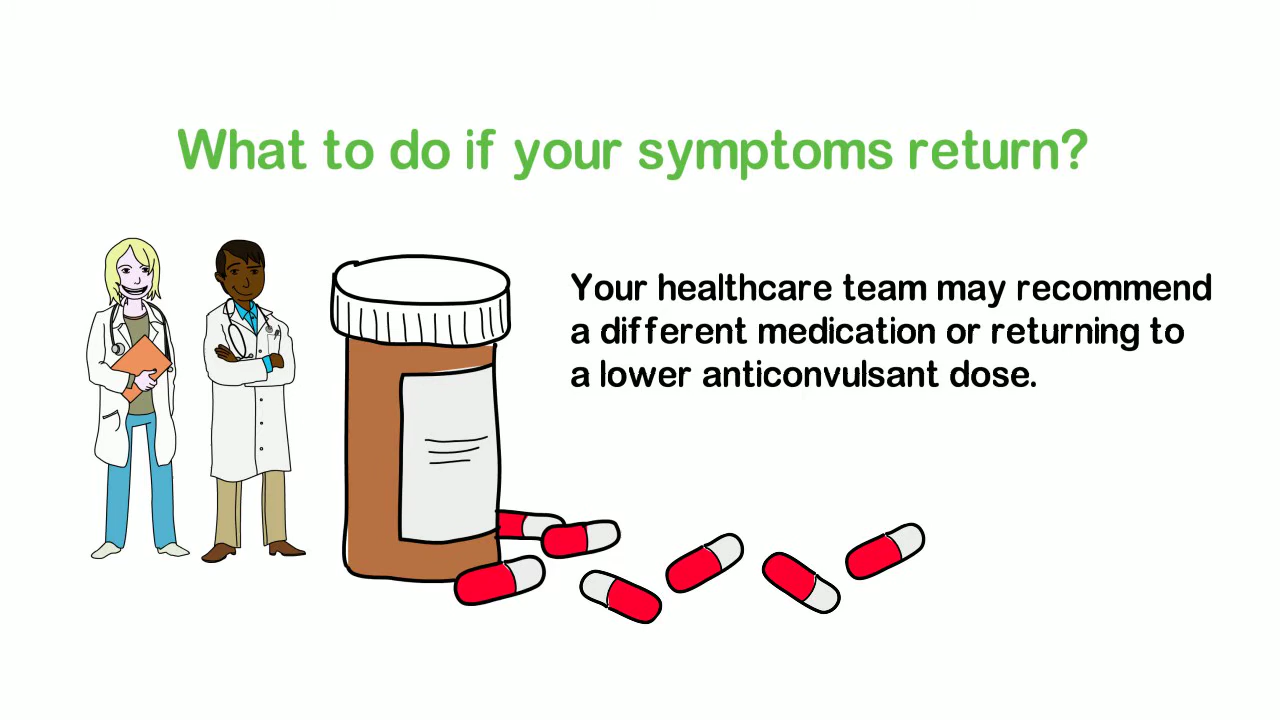 What to do if your symptoms return?
Your healthcare team may recommend
a different medication or returning to
a lower anticonvulsant dose.